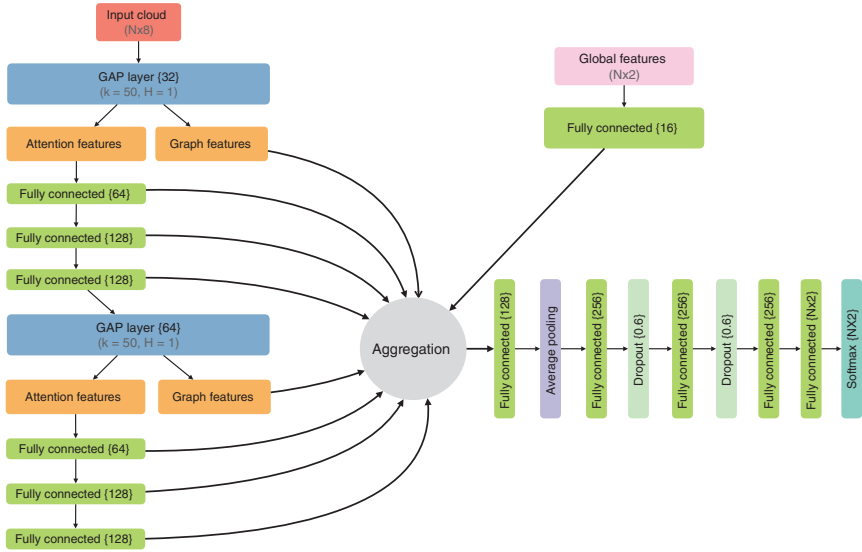 Input cloud
(Nx8)
GAP layer {32}
(k = 50, H = 1)
Attention features
Graph features
Fully connected {64}
Fully connected {128}
Fully connected {128}
GAP layer {64}
(k = 50, H = 1)
Attention features
Graph features
Fully connected {64}
Fully connected {128}
Fully connected {128}
Global features
(Nx2)
Fully connected {16}
Aggregation
Fully connected {128}
Average pooling
Fully connected {256}
Dropout {0.6}
Fully connected {256}
Dropout {0.6}
Fully connected {256}
Fully connected {Nx2}
Softmax {NX2}